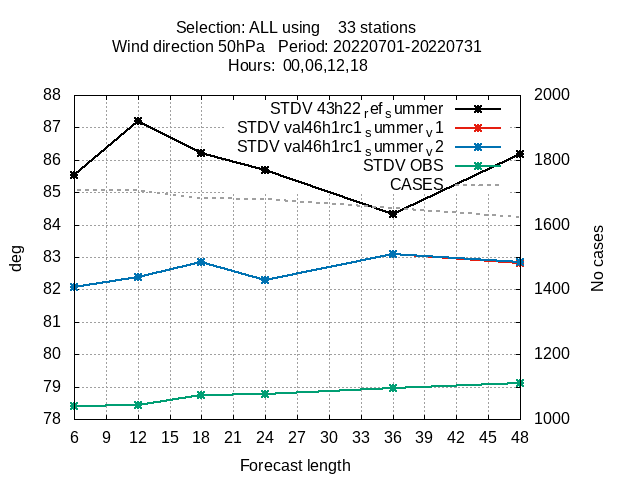 Selection: ALL using    33 stations
Wind direction 50hPa   Period: 20220701-20220731
Hours:  00,06,12,18
STDV 43h22refsummer
STDV val46h1rc1summerv1
STDV val46h1rc1summerv2
STDV OBS
CASES
88
87
86
85
84
83
82
81
80
79
78
deg
2000
1800
1600
1400
1200
1000
No cases
6 9 12 15 18 21 24 27 30 33 36 39 42 45 48
Forecast length